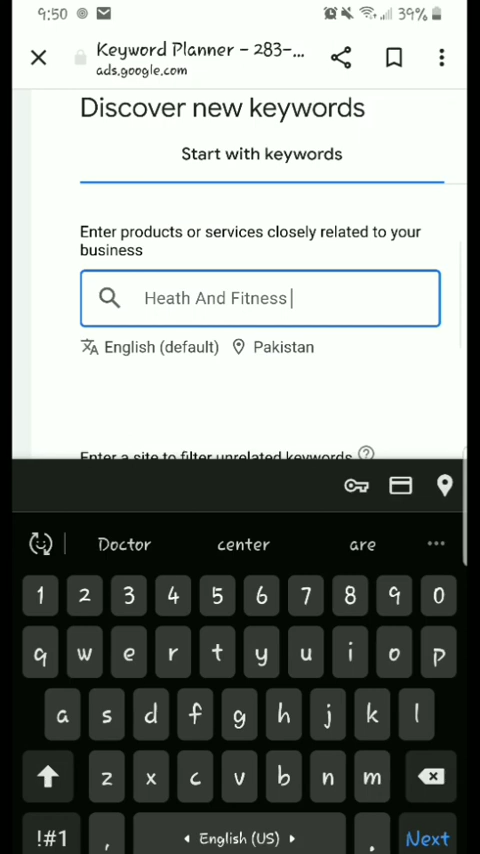 9:50
39%
Keyword Planner - 283-...
ads.google.com
Discover new keywords
Start with keywords
Enter products or services closely related to your
business
Heath And Fitness
English (default) Pakistan
Enter a site to filter unrelated keywords
Doctor center are
1 2 3 4 5 6 7 8 9 0
q w e r t y u i o p
a s d f g h j k l
z x c v b n m
!#1 , English (US) . Next